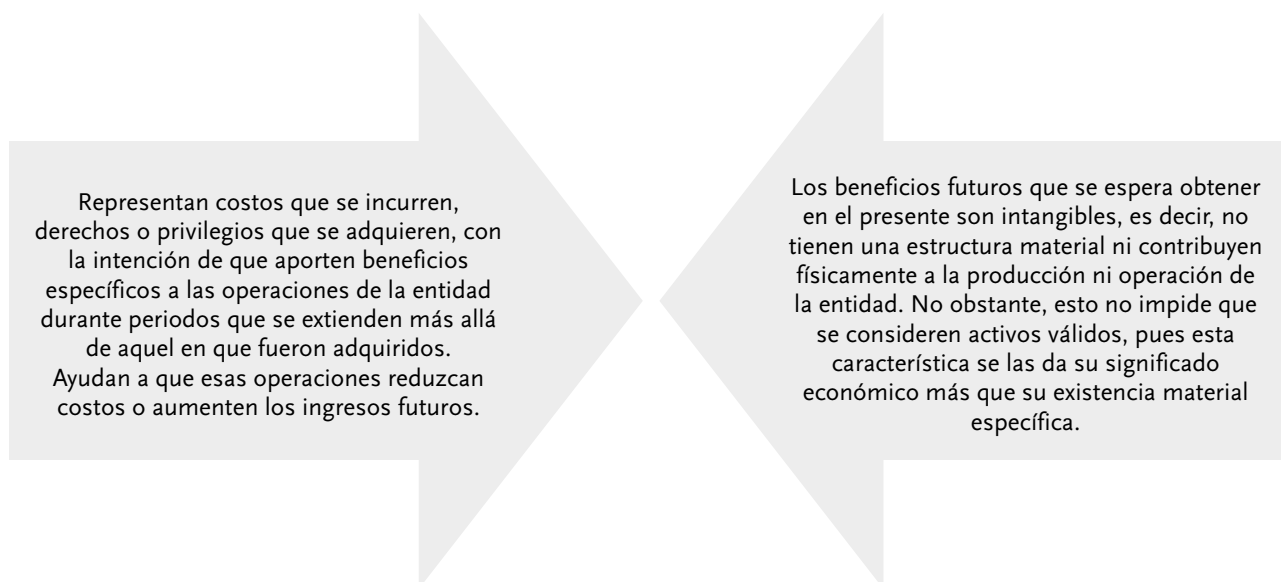 Representan costos que se incurren,
derechos o privilegios que se adquieren, con
la intención de que aporten beneficios
específicos a las operaciones de la entidad
durante periodos que se extienden más allá
de aquel en que fueron adquiridos.
Ayudan a que esas operaciones reduzcan
costos o aumenten los ingresos futuros.
Los beneficios futuros que se espera obtener
en el presente son intangibles, es decir, no
tienen una estructura material ni contribuyen
físicamente a la producción ni operación de
la entidad. No obstante, esto no impide que
se consideren activos válidos, pues esta
característica se las da su significado
económico más que su existencia material
específica.